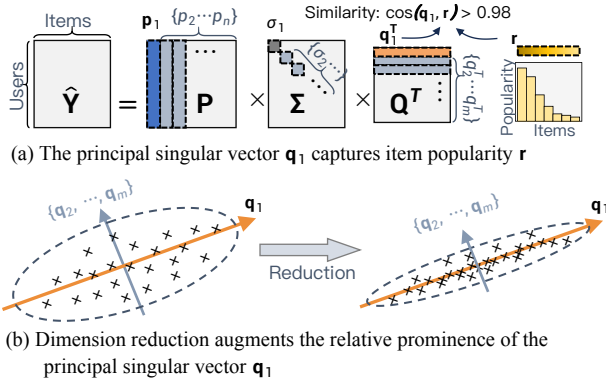 Similarity: cos(q1, r) > 0.98
Items
p1
{p2⋯pn}
σ1
q1T
r
Users
Ŷ
=
P
×
Σ
{σ2⋯}
×
QT
{q2T⋯qmT}
Popularity
Items
(a) The principal singular vector q1 captures item popularity r
{q2, ⋯, qm}
q1
Reduction
{q2, ⋯, qm}
q1
(b) Dimension reduction augments the relative prominence of the
principal singular vector q1